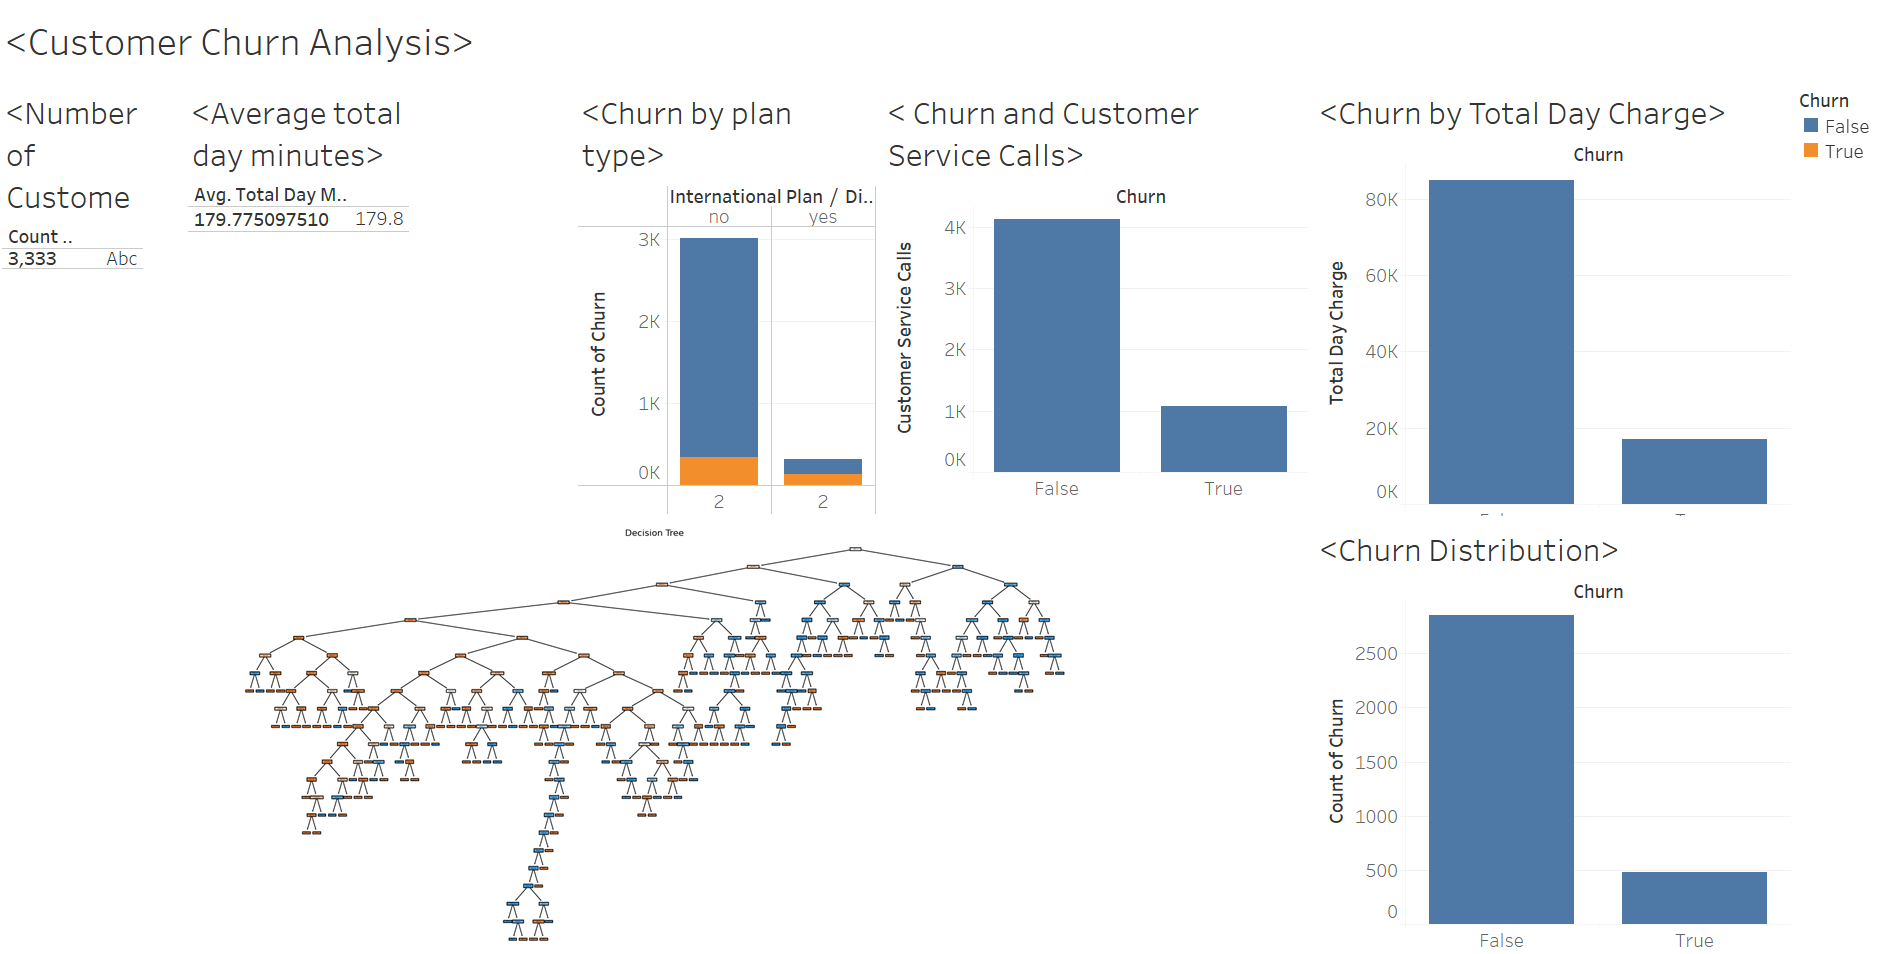 <Customer Churn Analysis>
<Number
of
Custome
Count ..
3,333 Abc
<Average total
day minutes>
Avg. Total Day M..
179.775097510 179.8
<Churn by plan
type>
International Plan / Di..
no yes
Count of Churn
3K
2K
1K
0K
2 2
< Churn and Customer
Service Calls>
Churn
Customer Service Calls
4K
3K
2K
1K
0K
False True
<Churn by Total Day Charge>
Churn
Total Day Charge
80K
60K
40K
20K
0K
Churn
False
True
Decision Tree
<Churn Distribution>
Churn
Count of Churn
2500
2000
1500
1000
500
0
False True